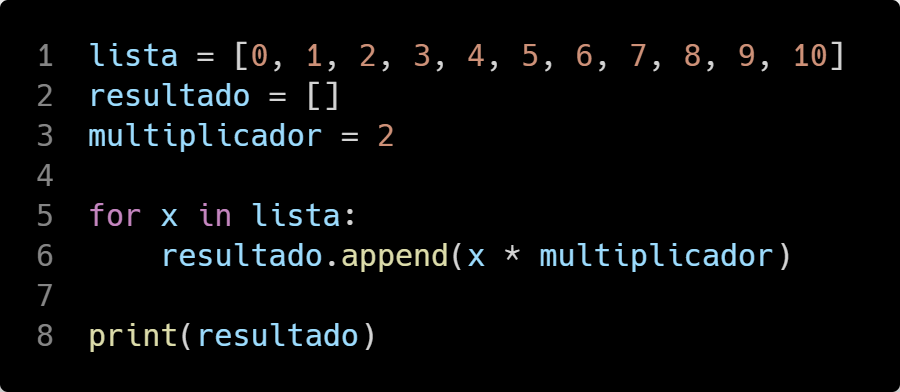 1 lista = [0, 1, 2, 3, 4, 5, 6, 7, 8, 9, 10]
2 resultado = []
3 multiplicador = 2
4
5 for x in lista:
6     resultado.append(x * multiplicador)
7
8 print(resultado)